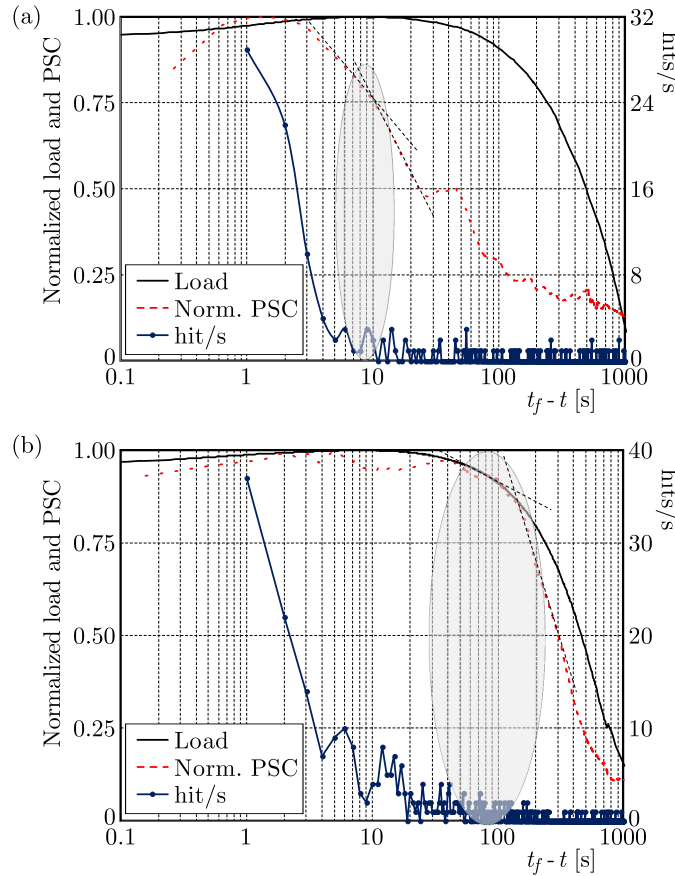 (a)
1.00
0.75
0.50
0.25
0
Normalized load and PSC
32
24
16
8
0
hits/s
Load
Norm. PSC
hit/s
0.1
1
10
100
1000
t_f - t [s]
(b)
1.00
0.75
0.50
0.25
0
Normalized load and PSC
40
30
20
10
0
hits/s
Load
Norm. PSC
hit/s
0.1
1
10
100
1000
t_f - t [s]